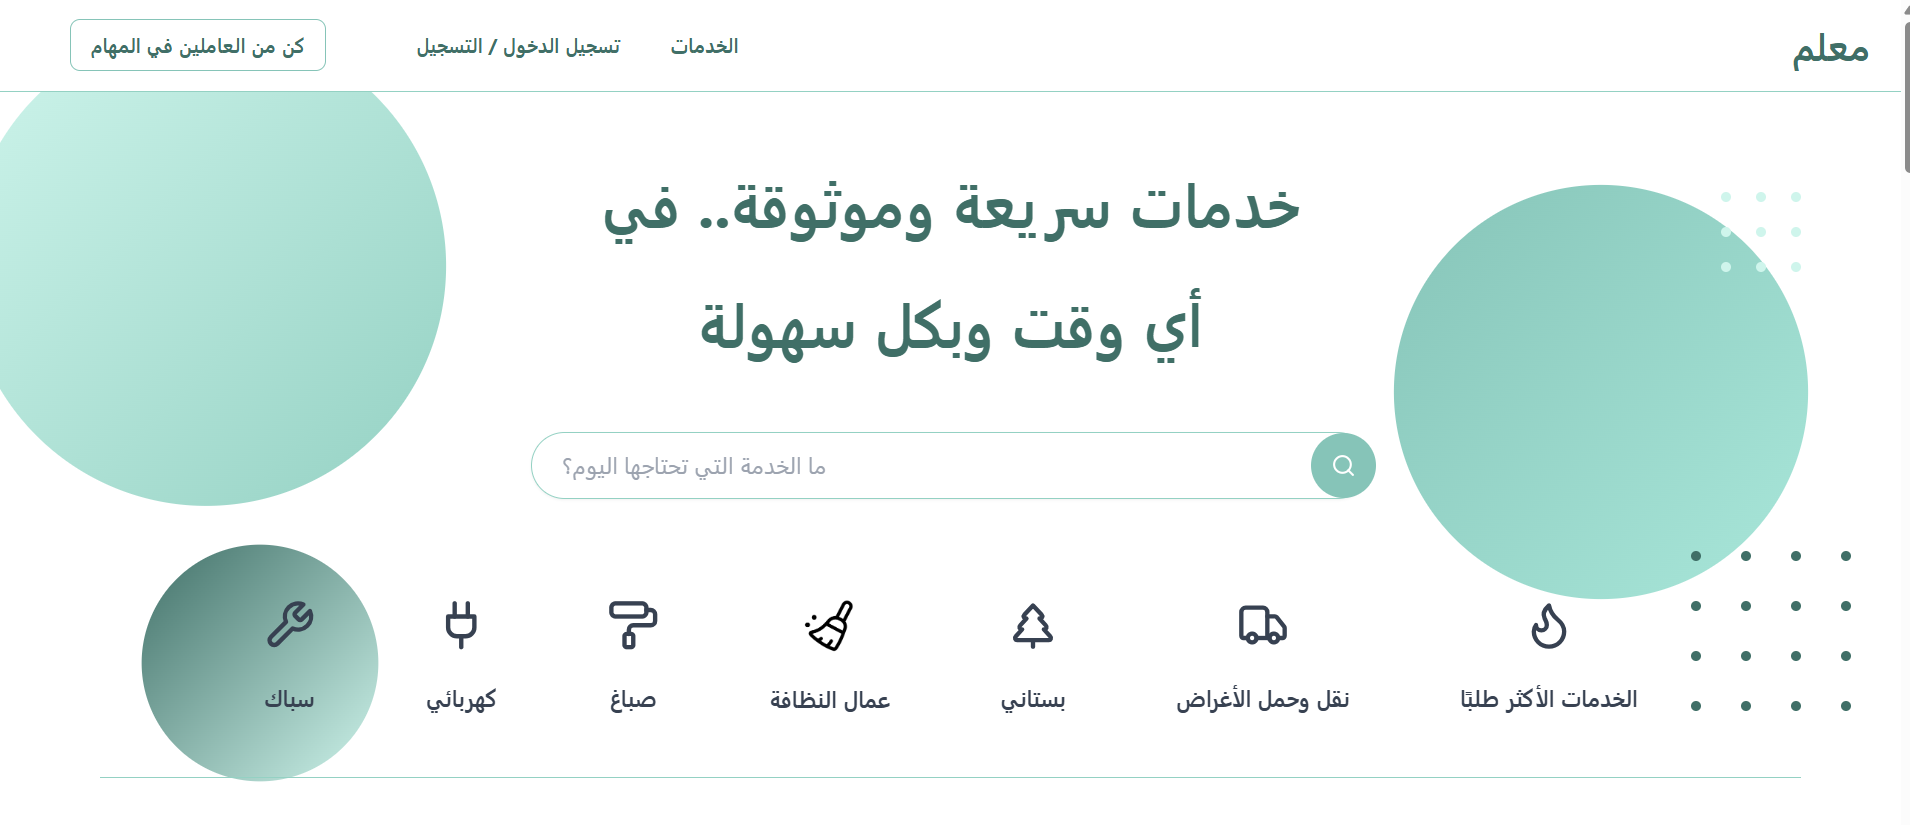 معلم
الخدمات
تسجيل الدخول / التسجيل
كن من العاملين في المهام
خدمات سريعة وموثوقة.. في
أي وقت وبكل سهولة
ما الخدمة التي تحتاجها اليوم؟
الخدمات الأكثر طلبًا
نقل وحمل الأغراض
بستاني
عمال النظافة
صباغ
كهربائي
سباك